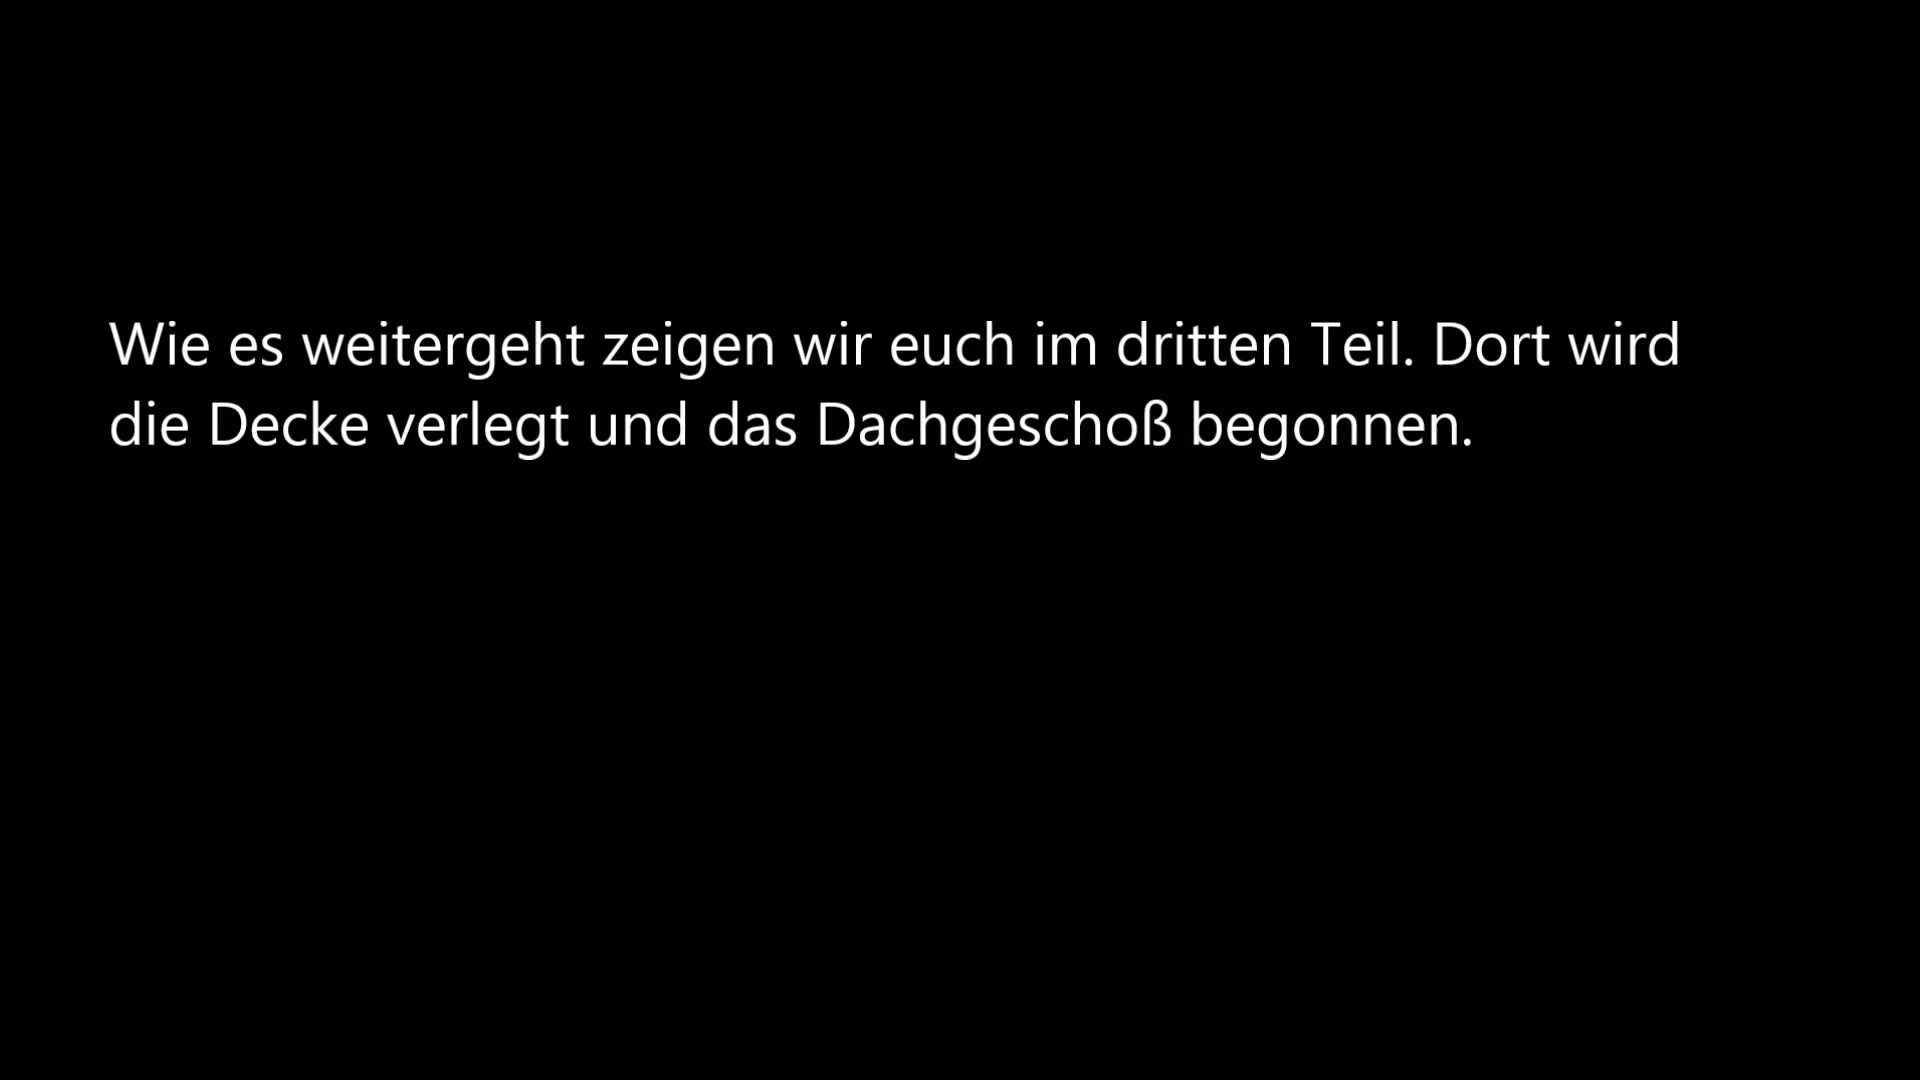 Wie es weitergeht zeigen wir euch im dritten Teil. Dort wird
die Decke verlegt und das Dachgeschoß begonnen.